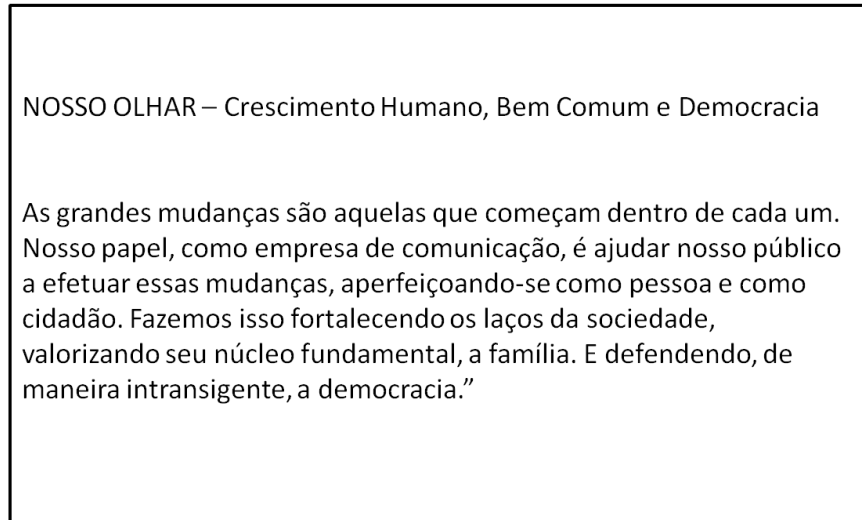 NOSSO OLHAR – Crescimento Humano, Bem Comum e Democracia
As grandes mudanças são aquelas que começam dentro de cada um.
Nosso papel, como empresa de comunicação, é ajudar nosso público
a efetuar essas mudanças, aperfeiçoando-se como pessoa e como
cidadão. Fazemos isso fortalecendo os laços da sociedade,
valorizando seu núcleo fundamental, a família. E defendendo, de
maneira intransigente, a democracia.”